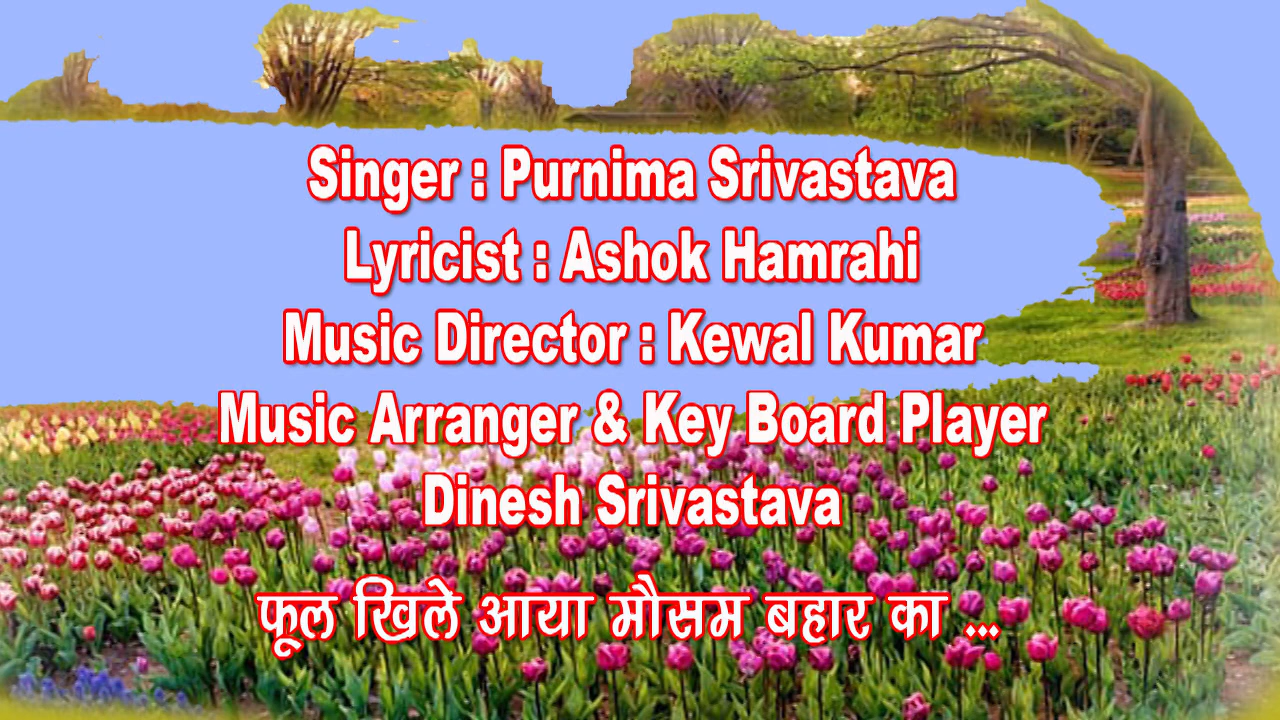 Singer : Purnima Srivastava
Lyricist : Ashok Hamrahi
Music Director : Kewal Kumar
Music Arranger & Key Board Player
Dinesh Srivastava
फूल खिले आया मौसम बहार का ...